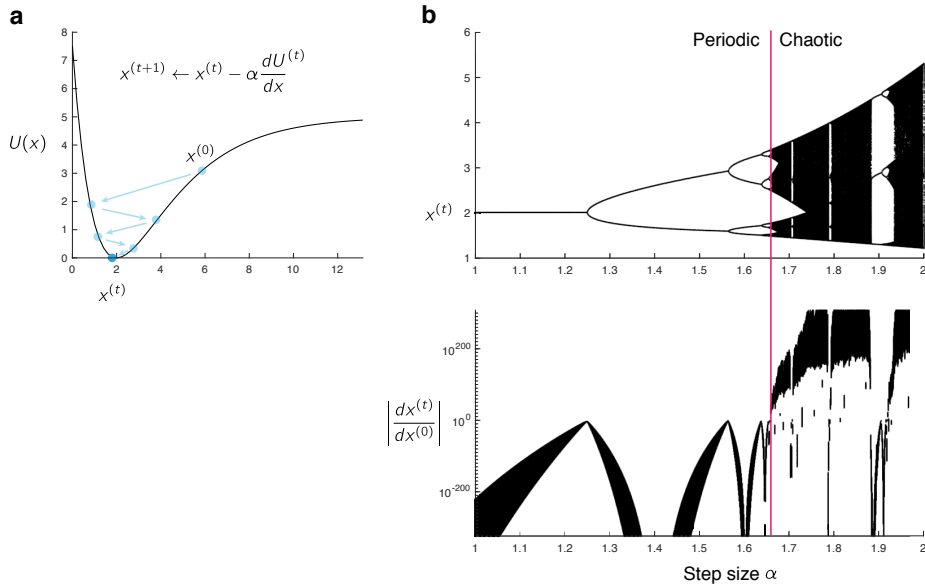 a
8
7
6
5
4
3
2
1
0
U(x)
x^{(t+1)} ← x^{(t)} − α dU^{(t)}/dx
x^{(0)}
0 2 4 6 8 10 12
x^{(t)}
b
Periodic Chaotic
6
5
4
3
2
1
x^{(t)}
1 1.1 1.2 1.3 1.4 1.5 1.6 1.7 1.8 1.9 2
10^{200}
10^{0}
10^{-200}
|dx^{(t)}/dx^{(0)}|
1 1.1 1.2 1.3 1.4 1.5 1.6 1.7 1.8 1.9 2
Step size α